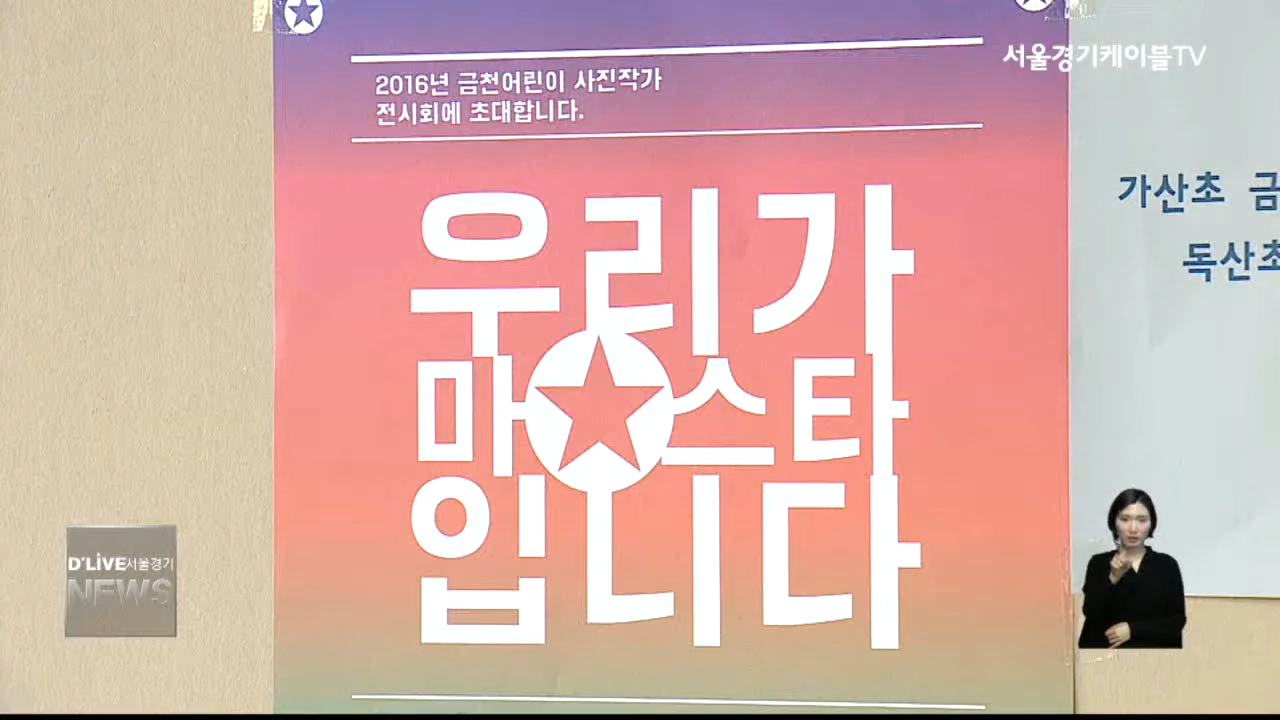 서울경기케이블TV
2016년 금천어린이 사진작가
전시회에 초대합니다.
우리가
마★스타
입니다
가산초 금
독산초
D'LIVE서울경기
NEWS